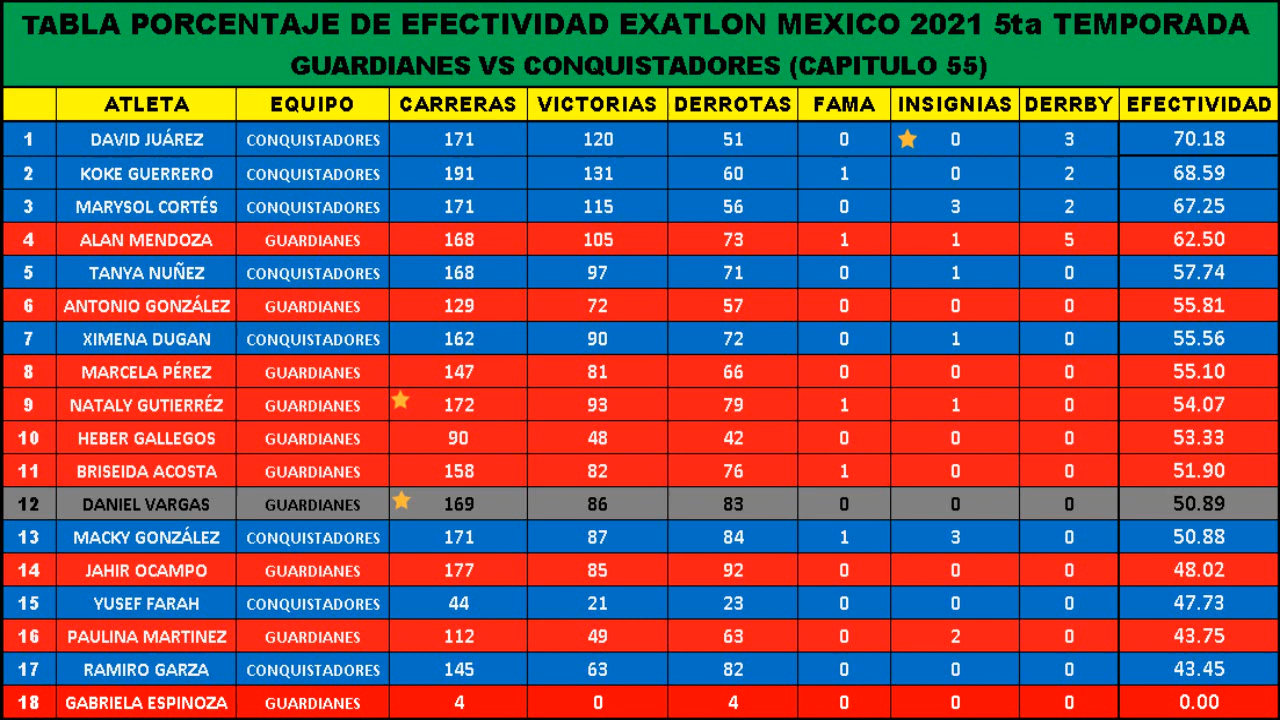 TABLA PORCENTAJE DE EFECTIVIDAD EXATLON MEXICO 2021 5ta TEMPORADA
GUARDIANES VS CONQUISTADORES (CAPITULO 55)
ATLETA EQUIPO CARRERAS VICTORIAS DERROTAS FAMA INSIGNIAS DERRBY EFECTIVIDAD
1 DAVID JUÁREZ CONQUISTADORES 171 120 51 0 0 3 70.18
2 KOKE GUERRERO CONQUISTADORES 191 131 60 1 0 2 68.59
3 MARYSOL CORTÉS CONQUISTADORES 171 115 56 0 3 2 67.25
4 ALAN MENDOZA GUARDIANES 168 105 73 1 1 5 62.50
5 TANYA NUÑEZ CONQUISTADORES 168 97 71 0 1 0 57.74
6 ANTONIO GONZÁLEZ GUARDIANES 129 72 57 0 0 0 55.81
7 XIMENA DUGAN CONQUISTADORES 162 90 72 0 1 0 55.56
8 MARCELA PÉREZ GUARDIANES 147 81 66 0 0 0 55.10
9 NATALY GUTIERRÉZ GUARDIANES 172 93 79 1 1 0 54.07
10 HEBER GALLEGOS GUARDIANES 90 48 42 0 0 0 53.33
11 BRISEIDA ACOSTA GUARDIANES 158 82 76 1 0 0 51.90
12 DANIEL VARGAS GUARDIANES 169 86 83 0 0 0 50.89
13 MACKY GONZÁLEZ CONQUISTADORES 171 87 84 1 3 0 50.88
14 JAHIR OCAMPO GUARDIANES 177 85 92 0 0 0 48.02
15 YUSEF FARAH CONQUISTADORES 44 21 23 0 0 0 47.73
16 PAULINA MARTINEZ GUARDIANES 112 49 63 0 2 0 43.75
17 RAMIRO GARZA CONQUISTADORES 145 63 82 0 0 0 43.45
18 GABRIELA ESPINOZA GUARDIANES 4 0 4 0 0 0 0.00